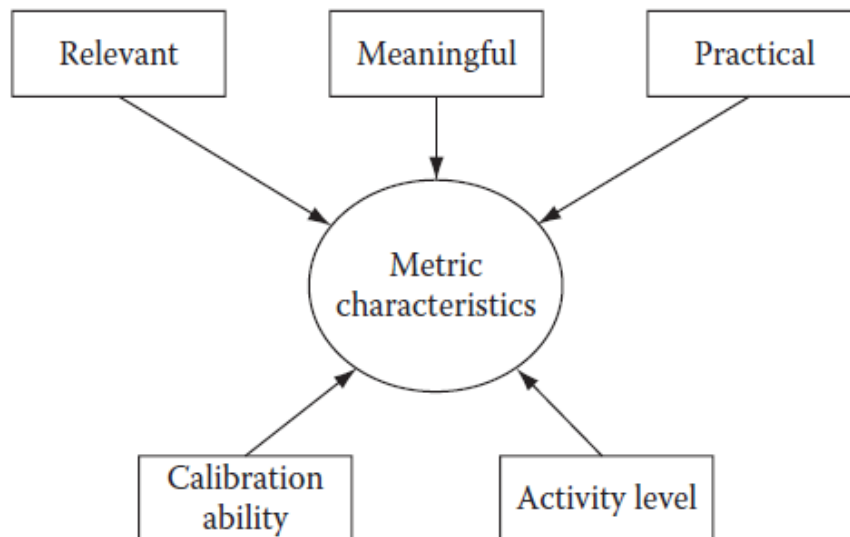 Relevant
Meaningful
Practical
Metric
characteristics
Calibration
ability
Activity level